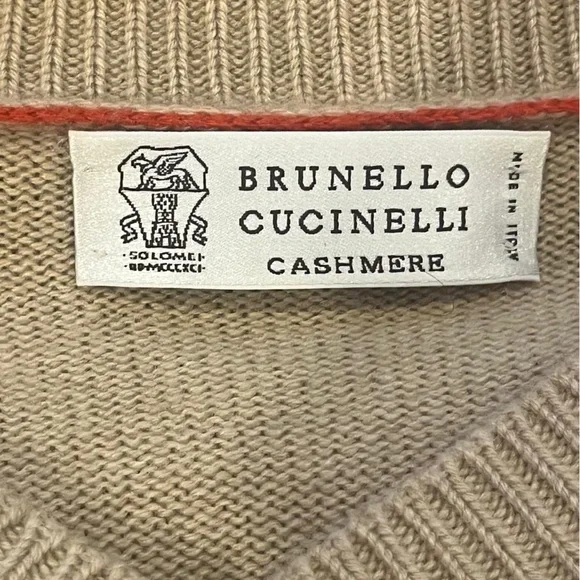 BRUNELLO
CUCINELLI
CASHMERE
·SOLOMEI·
MADE IN ITALY